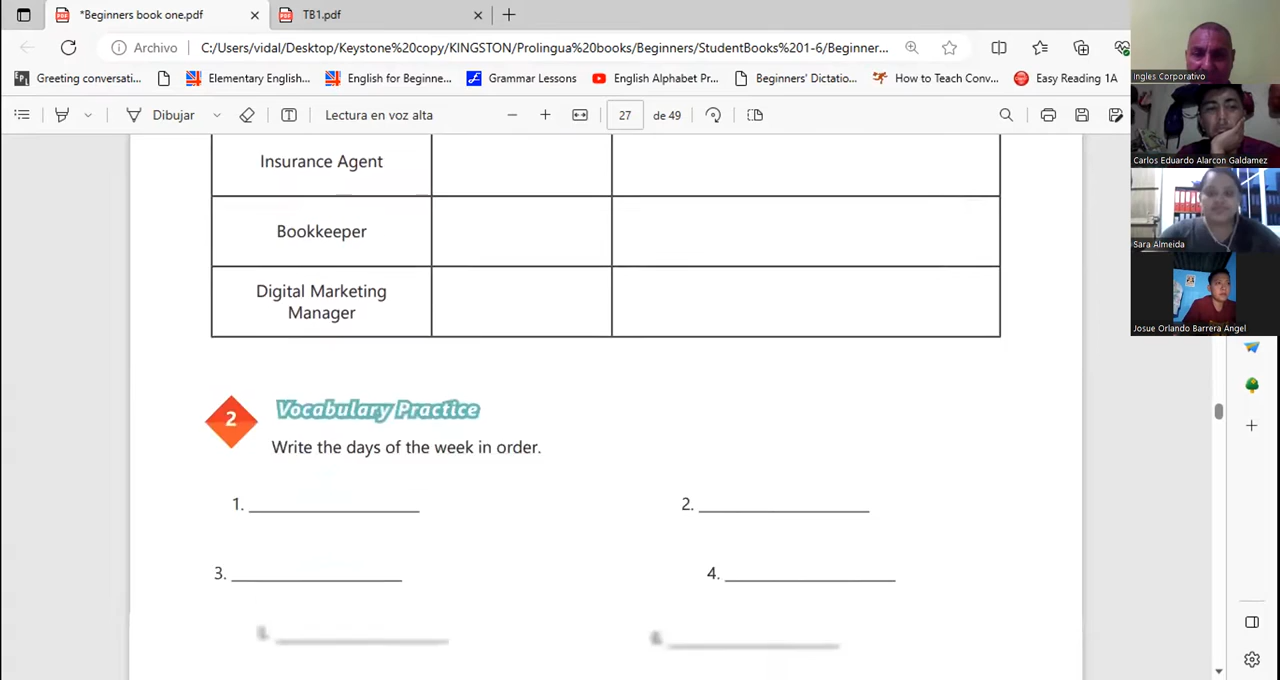 *Beginners book one.pdf
TB1.pdf
Archivo
C:/Users/vidal/Desktop/Keystone%20copy/KINGSTON/Prolingua%20books/Beginners/StudentBooks%201-6/Beginner...
Greeting conversati...
Elementary English...
English for Beginne...
Grammar Lessons
English Alphabet Pr...
Beginners' Dictatio...
How to Teach Conv...
Easy Reading 1A
Dibujar
Lectura en voz alta
27 de 49
Ingles Corporativo
Carlos Eduardo Alarcon Galdamez
Sara Almeida
Josue Orlando Barrera Angel
Insurance Agent
Bookkeeper
Digital Marketing
Manager
2
Vocabulary Practice
Write the days of the week in order.
1. 2.
3. 4.